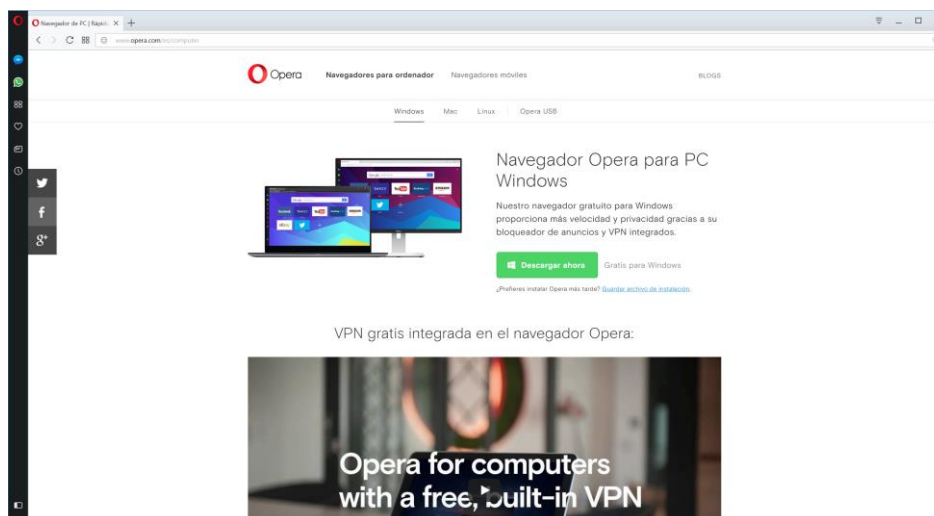 Navegador de PC | Rápido
www.opera.com/es/computer
Opera
Navegadores para ordenador
Navegadores móviles
BLOGS
Windows
Mac
Linux
Opera USB
Navegador Opera para PC
Windows
Nuestro navegador gratuito para Windows
proporciona más velocidad y privacidad gracias a su
bloqueador de anuncios y VPN integrados.
Descargar ahora
Gratis para Windows
¿Prefieres instalar Opera más tarde? Guardar archivo de instalación.
VPN gratis integrada en el navegador Opera:
Opera for computers
with a free, built-in VPN